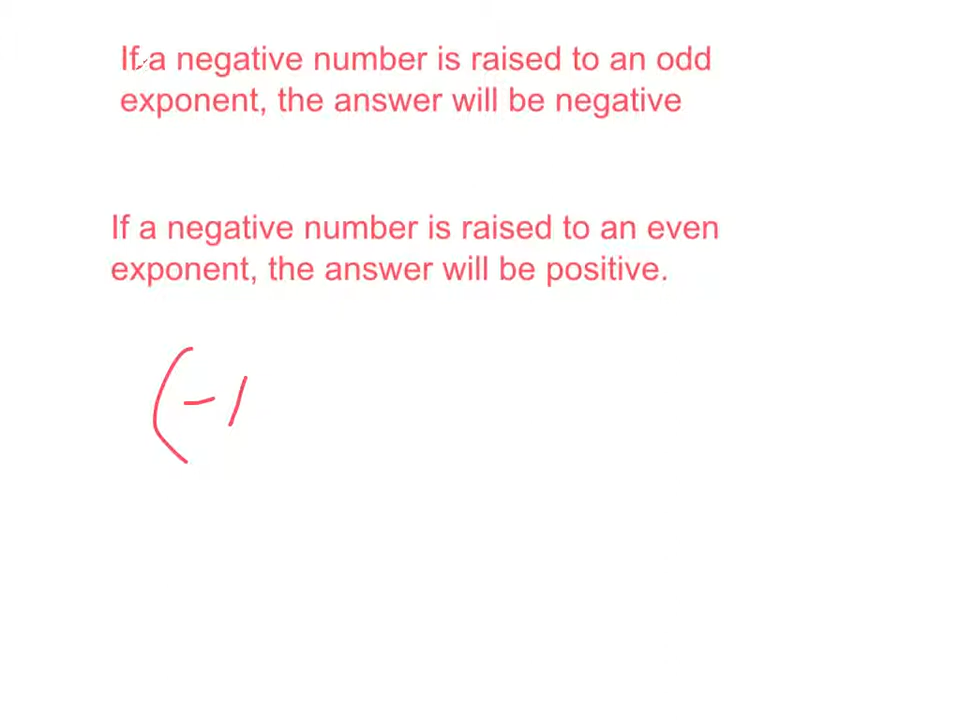 If a negative number is raised to an odd
exponent, the answer will be negative
If a negative number is raised to an even
exponent, the answer will be positive.
(-1